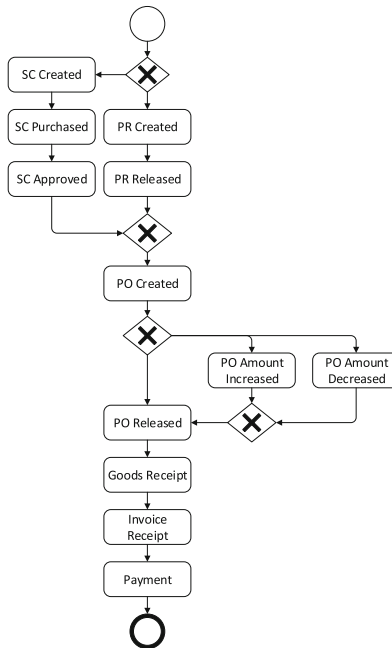 SC Created
SC Purchased
PR Created
SC Approved
PR Released
PO Created
PO Amount
Increased
PO Amount
Decreased
PO Released
Goods Receipt
Invoice
Receipt
Payment